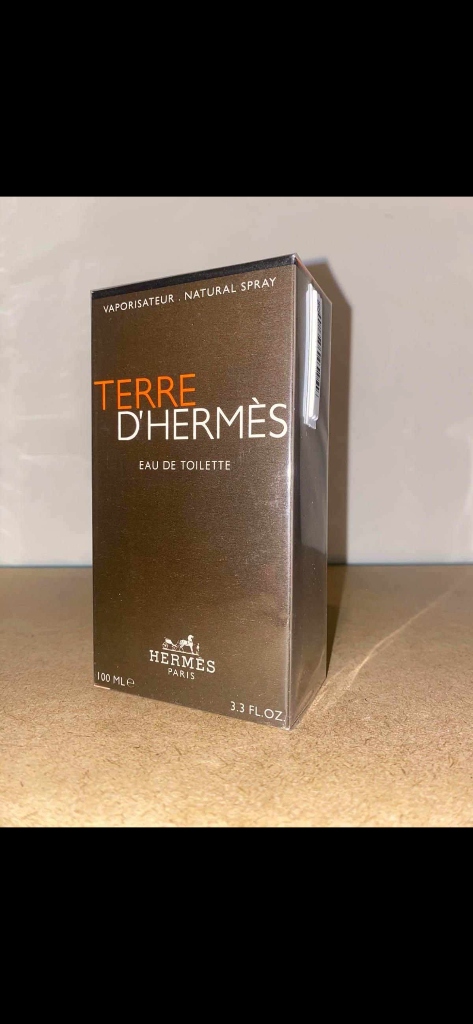 VAPORISATEUR . NATURAL SPRAY
TERRE
D'HERMÈS
EAU DE TOILETTE
HERMÈS
PARIS
100 ML℮
3.3 FL.OZ.